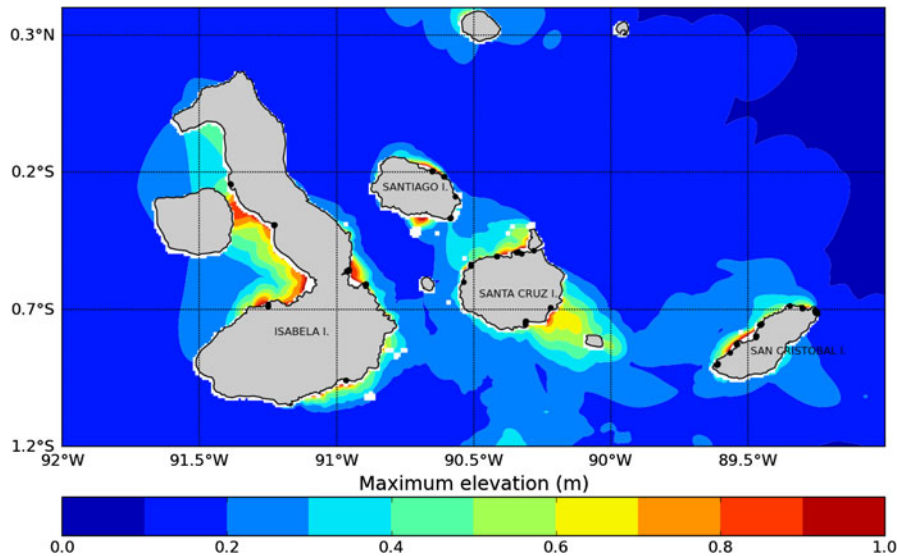 0.3°N
0.2°S
SANTIAGO I.
SANTA CRUZ I.
0.7°S
ISABELA I.
SAN CRISTOBAL I.
1.2°S
92°W 91.5°W 91°W 90.5°W 90°W 89.5°W
Maximum elevation (m)
0.0 0.2 0.4 0.6 0.8 1.0